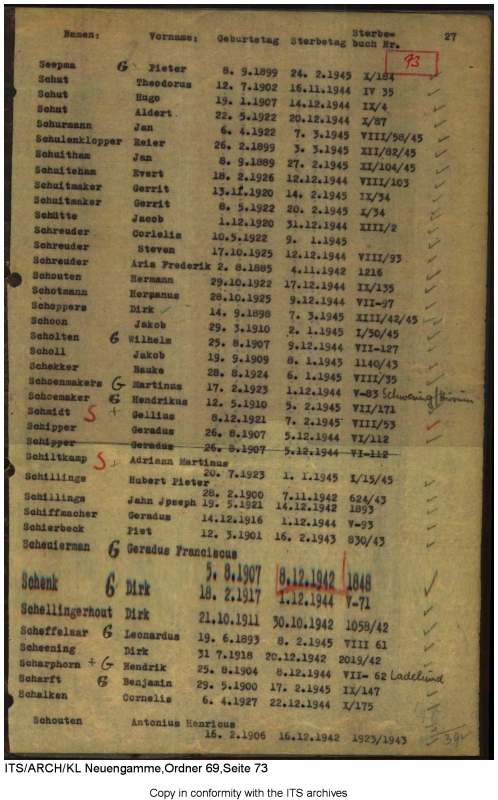 Namen: Vorname: Geburtstag Sterbetag Sterbe-buch Nr. 27
93
Seepma G Pieter 8. 9.1899 24. 2.1945 X/184
Schut Theodorus 12. 7.1902 16.11.1944 IV 35
Schut Hugo 19. 1.1907 14.12.1944 IX/4
Schut Aldert 22. 5.1922 20.12.1944 X/87
Schurmann Jan 6. 4.1922 7. 3.1945 VIII/58/45
Schulenklopper Reier 26. 2.1899 3. 3.1945 XII/82/45
Schuitham Jan 8. 9.1889 27. 2.1945 XI/104/45
Schuiteham Evert 18. 2.1926 12.12.1944 VIII/103
Schuitmaker Gerrit 13.11.1920 14. 2.1945 IX/34
Schuitmaker Gerrit 8. 5.1922 20. 2.1945 X/34
Schütte Jacob 1.12.1920 31.12.1944 XIII/2
Schreuder Corlelis 10.5.1922 9. 1.1945
Schreuder Steven 17.10.1925 12.12.1944 VIII/93
Schreuder Arie Frederik 2. 8.1885 4.11.1942 1216
Schouten Hermann 29.10.1922 17.12.1944 IX/135
Schotmann Hermanus 28.10.1925 9.12.1944 VII-97
Schoppers Dirk 14. 9.1898 7. 3.1945 XIII/42/45
Schoon Jakob 29. 3.1910 2. 1.1945 I/50/45
Scholten G Wilhelm 25. 8.1907 9.12.1944 VII-127
Scholl Jakob 19. 9.1909 8. 1.1943 1140/43
Schekker Bauke 28. 8.1924 6. 1.1945 VIII/35
Schoenmakers G Martinus 17. 2.1923 1.12.1944 V-83
Schoemaker G Hendrikus 12. 5.1910 5. 2.1945 VII/171
Schmidt S + Gellius 8.12.1921 7. 2.1945 VIII/53
Schipper Geradus 26. 8.1907 5.12.1944 VI/112
Schipper Geradus 26. 8.1907 5.12.1944 VI-112
Schiltkamp S + Adriann Martinus
20. 7.1923 1. 1.1945 X/15/45
Schillings Hubert Pieter
28. 2.1900 7.11.1942 624/43
Schillings Jahn Jpseph 19. 5.1921 14.12.1942 1893
Schiffmacher Geradus 14.12.1916 1.12.1944 V-93
Schierbeck Piet 12. 3.1901 16. 2.1943 830/43
Scheuierman G Geradus Franciscus
5. 8.1907 8.12.1942 1848
Schenk G Dirk 18. 2.1917 1.12.1944 V-71
Schellingerhout Dirk 21.10.1911 30.10.1942 1058/42
Scheffelaar G Leonardus 19. 6.1893 8. 2.1945 VIII 61
Scheening Dirk 31 7.1918 20.12.1942 2019/42
Scharphorn + G Hendrik 25. 8.1904 8.12.1944 VII- 62 Ladelund
Scharft G Benjamin 29. 5.1900 17. 2.1945 IX/147
Schalken Cornelis 6. 4.1927 22.12.1944 X/175
Schouten Antonius Henricus
16. 2.1906 16.12.1942 1923/1943
ITS/ARCH/KL Neuengamme,Ordner 69,Seite 73
Copy in conformity with the ITS archives